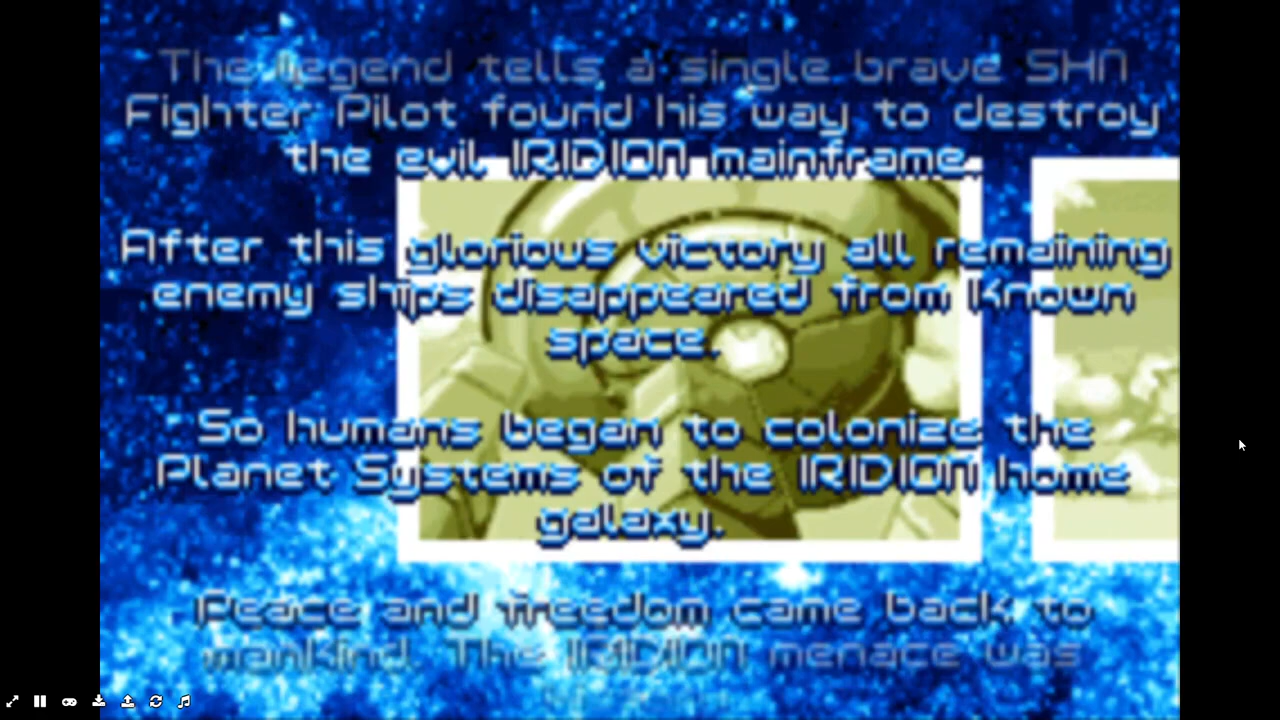 The legend tells a single brave SHN
Fighter Pilot found his way to destroy
the evil IRIDION mainframe.
After this glorious victory all remaining
enemy ships disappeared from known
space.
So humans began to colonize the
Planet Systems of the IRIDION home
galaxy.
Peace and freedom came back to
mankind. The IRIDION menace was